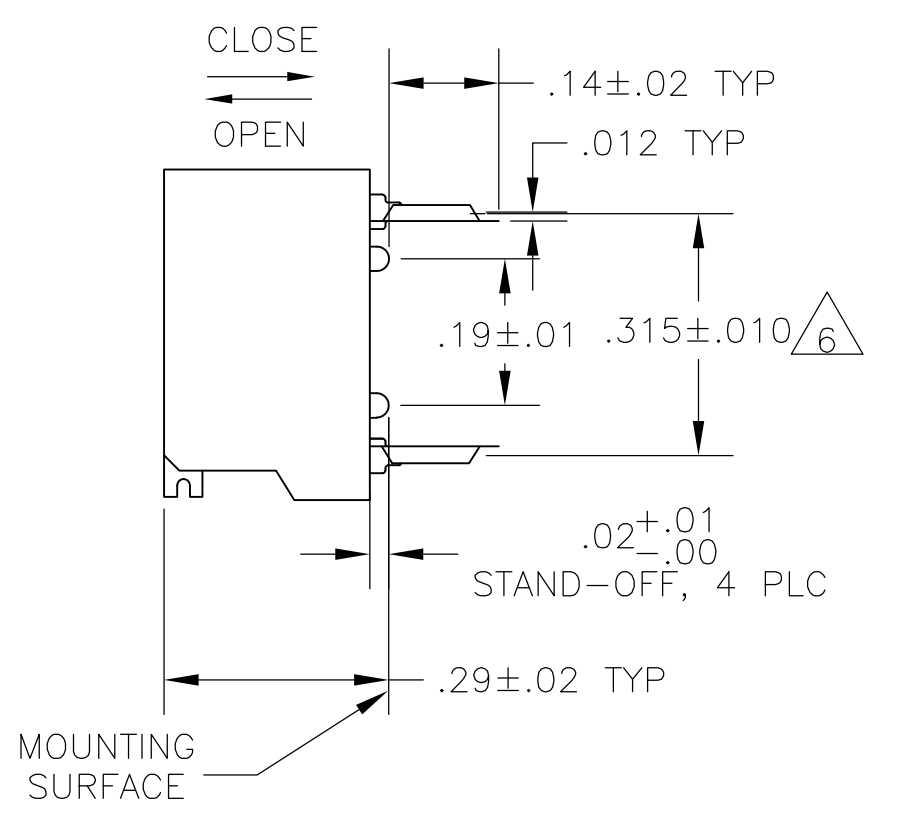 CLOSE
OPEN
.14±.02 TYP
.012 TYP
.19±.01
.315±.010
6
.02+.01
-.00
STAND-OFF, 4 PLC
.29±.02 TYP
MOUNTING
SURFACE